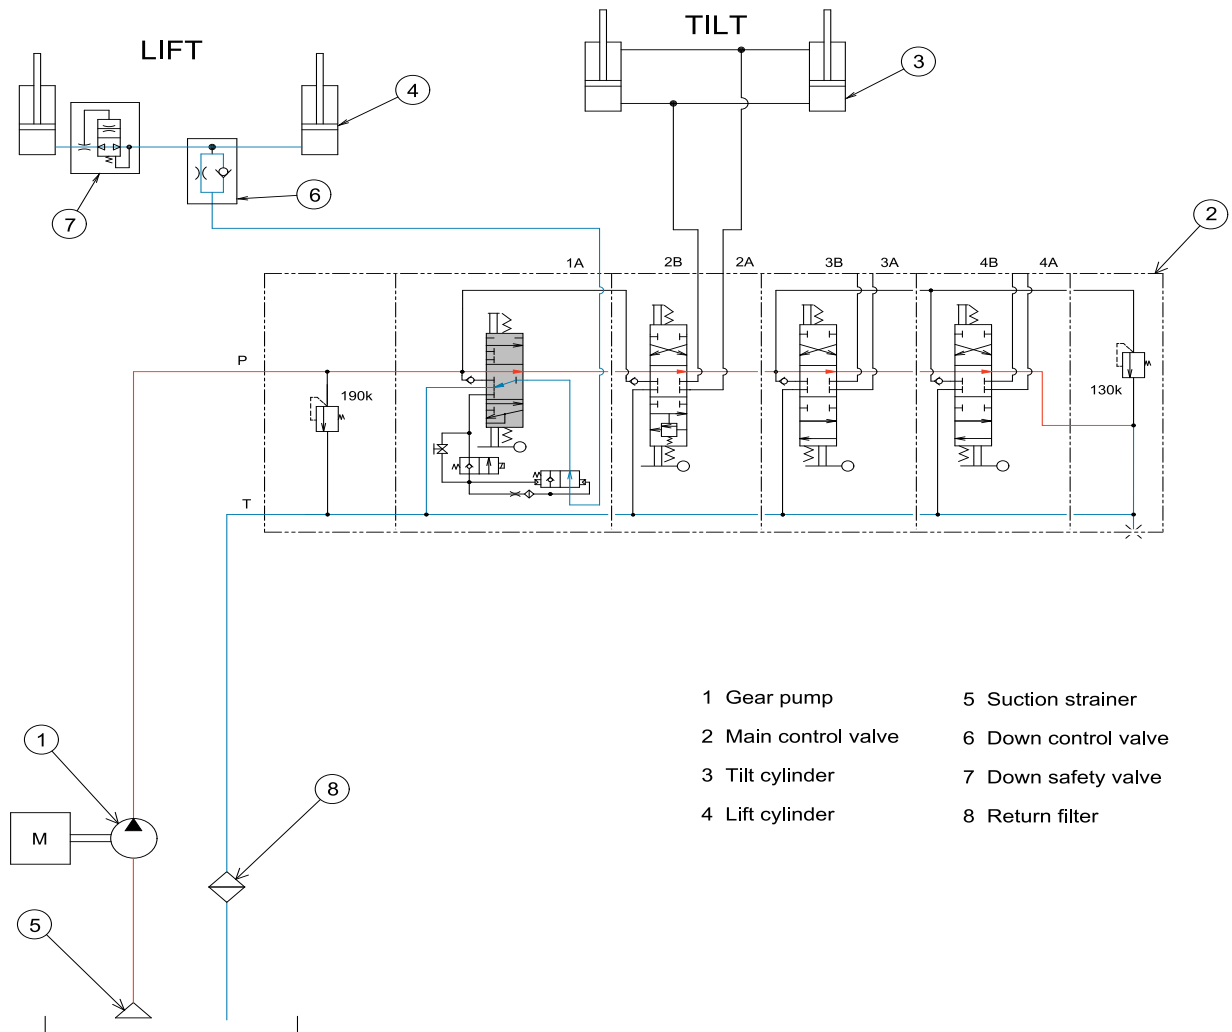 TILT
LIFT
3
4
6
7
2
1A
2B
2A
3B
3A
4B
4A
P
190k
130k
T
1 Gear pump
2 Main control valve
3 Tilt cylinder
4 Lift cylinder
5 Suction strainer
6 Down control valve
7 Down safety valve
8 Return filter
1
8
M
5